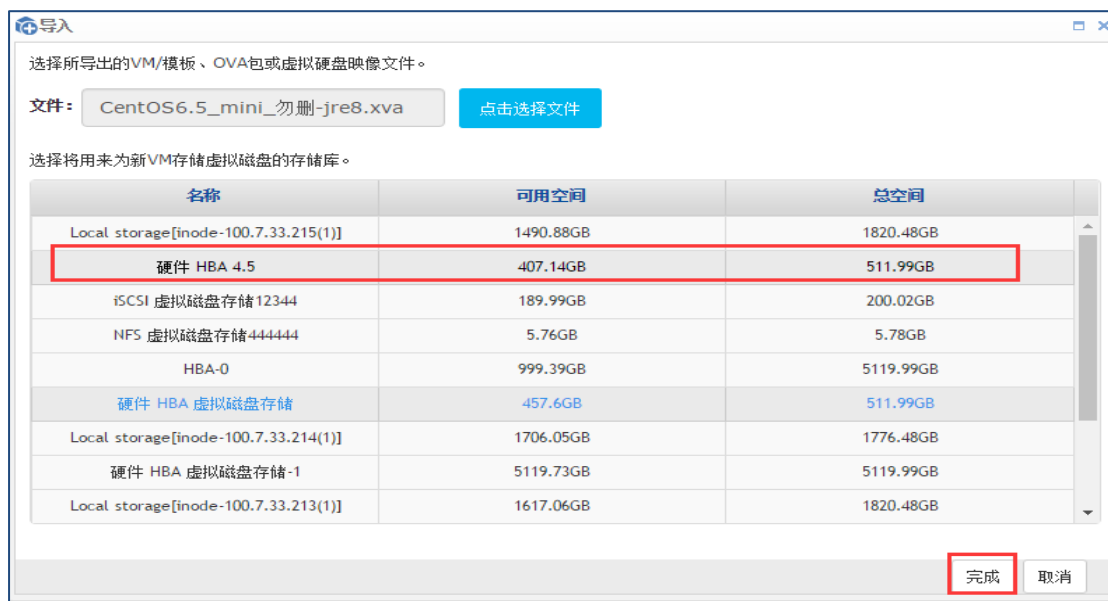 导入
选择所导出的VM/模板、OVA包或虚拟硬盘映像文件。
文件： CentOS6.5_mini_勿删-jre8.xva 点击选择文件
选择将用来为新VM存储虚拟磁盘的存储库。
名称 可用空间 总空间
Local storage[inode-100.7.33.215(1)] 1490.88GB 1820.48GB
硬件 HBA 4.5 407.14GB 511.99GB
iSCSI 虚拟磁盘存储12344 189.99GB 200.02GB
NFS 虚拟磁盘存储444444 5.76GB 5.78GB
HBA-0 999.39GB 5119.99GB
硬件 HBA 虚拟磁盘存储 457.6GB 511.99GB
Local storage[inode-100.7.33.214(1)] 1706.05GB 1776.48GB
硬件 HBA 虚拟磁盘存储-1 5119.73GB 5119.99GB
Local storage[inode-100.7.33.213(1)] 1617.06GB 1820.48GB
完成 取消